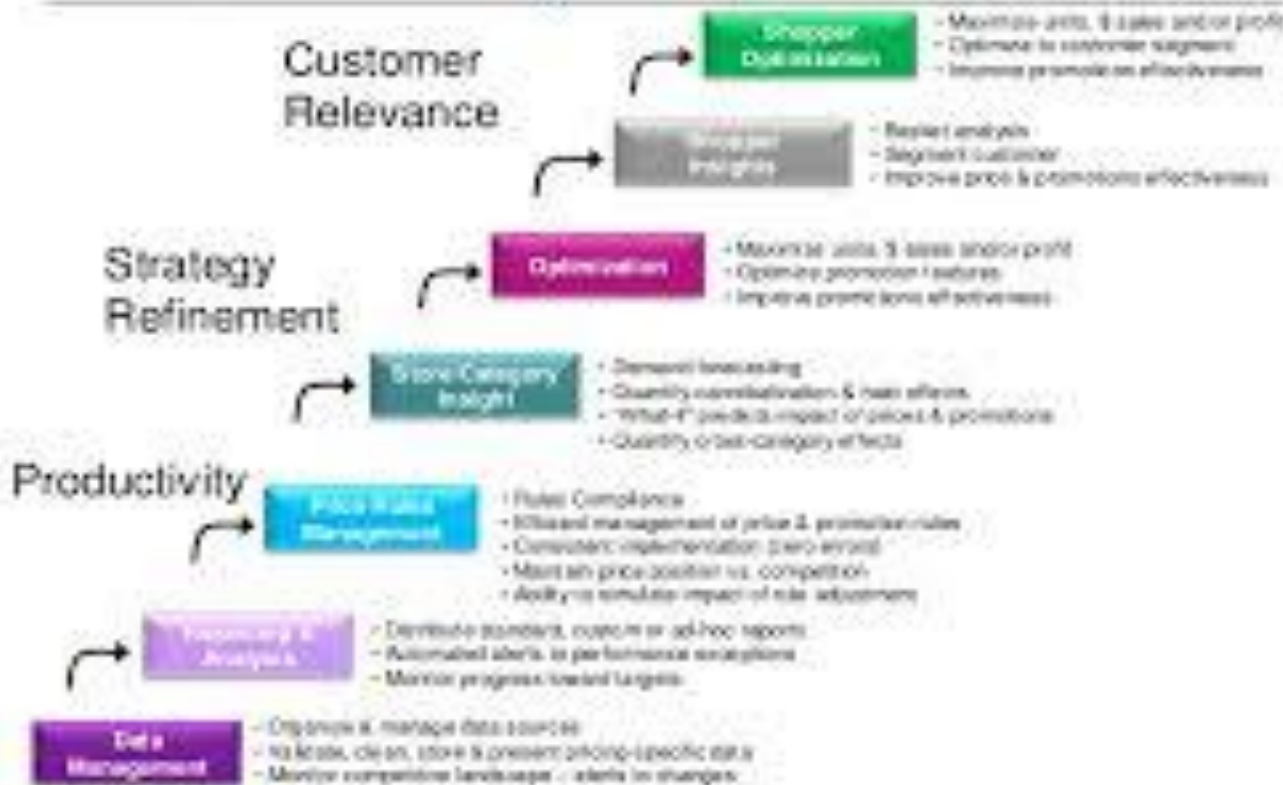 Customer
Relevance
Shopper
Optimization
• Maximize units, $ sales and/or profit
• Optimize to customer segment
• Improve promotion effectiveness
Shopper
Insights
• Basket analysis
• Segment customer
• Improve price & promotions effectiveness
Strategy
Refinement
Optimization
• Maximize units, $ sales and/or profit
• Optimize promotion features
• Improve promotions effectiveness
Store/Category
Insight
• Demand forecasting
• Quantify cannibalization & halo effects
• "What-if" predicts impact of prices & promotions
• Quantify cross-category effects
Productivity
Price Rules
Management
• Rules Compliance
• Efficient management of price & promotion rules
• Consistent implementation (zero errors)
• Maintain price position vs. competition
• Ability to simulate impact of rule adjustment
Reporting &
Analysis
• Distribute standard, custom or ad-hoc reports
• Automated alerts to performance exceptions
• Monitor progress toward targets
Data
Management
• Organize & manage data sources
• Validate, clean, store & present pricing-specific data
• Monitor competitive landscape – alerts to changes